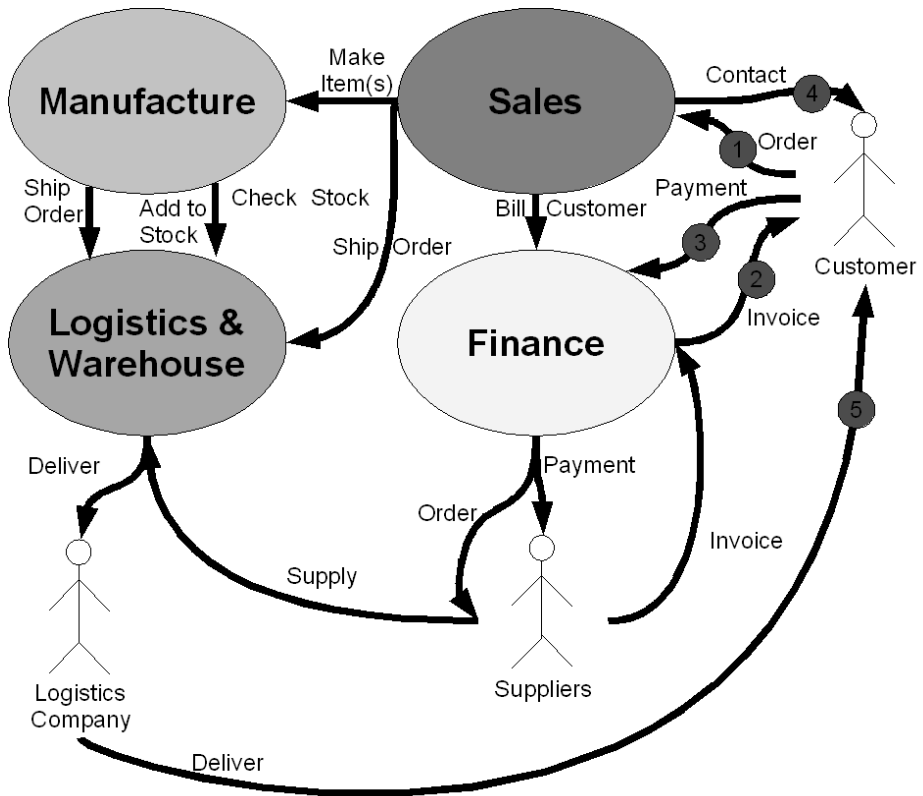 Make
Item(s)
Manufacture
Sales
Contact
4
1
Order
Payment
Ship
Order
Add to
Stock
Check Stock
Bill Customer
Ship Order
3
2
Customer
Invoice
Logistics &
Warehouse
Finance
5
Deliver
Payment
Order
Invoice
Supply
Logistics
Company
Suppliers
Deliver